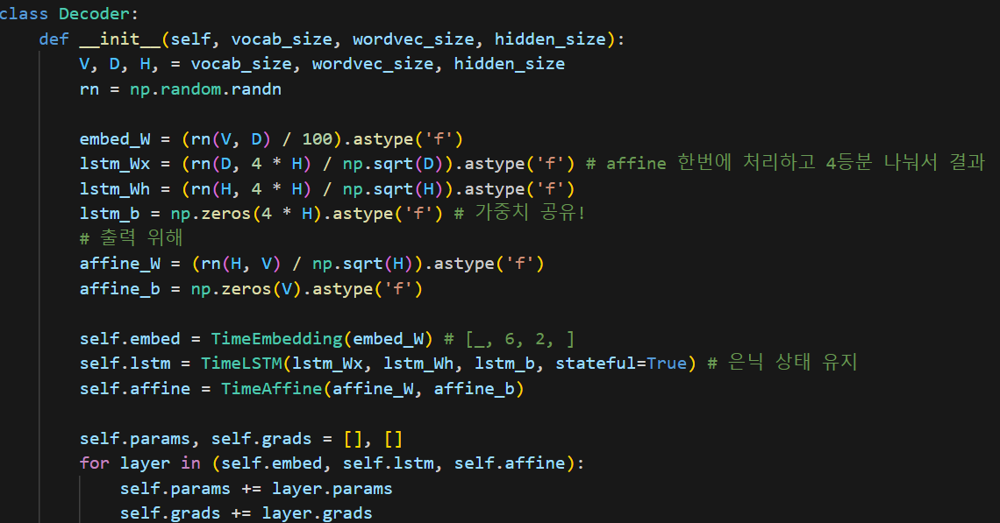 class Decoder:
    def __init__(self, vocab_size, wordvec_size, hidden_size):
        V, D, H, = vocab_size, wordvec_size, hidden_size
        rn = np.random.randn

        embed_W = (rn(V, D) / 100).astype('f')
        lstm_Wx = (rn(D, 4 * H) / np.sqrt(D)).astype('f') # affine 한번에 처리하고 4등분 나눠서 결과
        lstm_Wh = (rn(H, 4 * H) / np.sqrt(H)).astype('f')
        lstm_b = np.zeros(4 * H).astype('f') # 가중치 공유!
        # 출력 위해
        affine_W = (rn(H, V) / np.sqrt(H)).astype('f')
        affine_b = np.zeros(V).astype('f')

        self.embed = TimeEmbedding(embed_W) # [_, 6, 2, ]
        self.lstm = TimeLSTM(lstm_Wx, lstm_Wh, lstm_b, stateful=True) # 은닉 상태 유지
        self.affine = TimeAffine(affine_W, affine_b)

        self.params, self.grads = [], []
        for layer in (self.embed, self.lstm, self.affine):
            self.params += layer.params
            self.grads += layer.grads